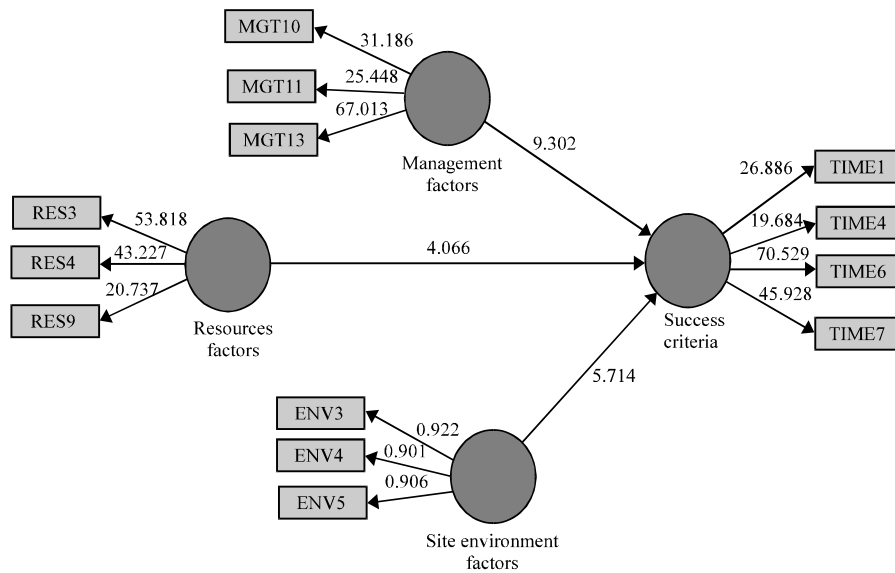 MGT10
31.186
MGT11
25.448
MGT13
67.013
Management
factors
9.302
RES3
53.818
RES4
43.227
RES9
20.737
Resources
factors
4.066
TIME1
26.886
TIME4
19.684
TIME6
70.529
TIME7
45.928
Success
criteria
5.714
ENV3
0.922
ENV4
0.901
ENV5
0.906
Site environment
factors